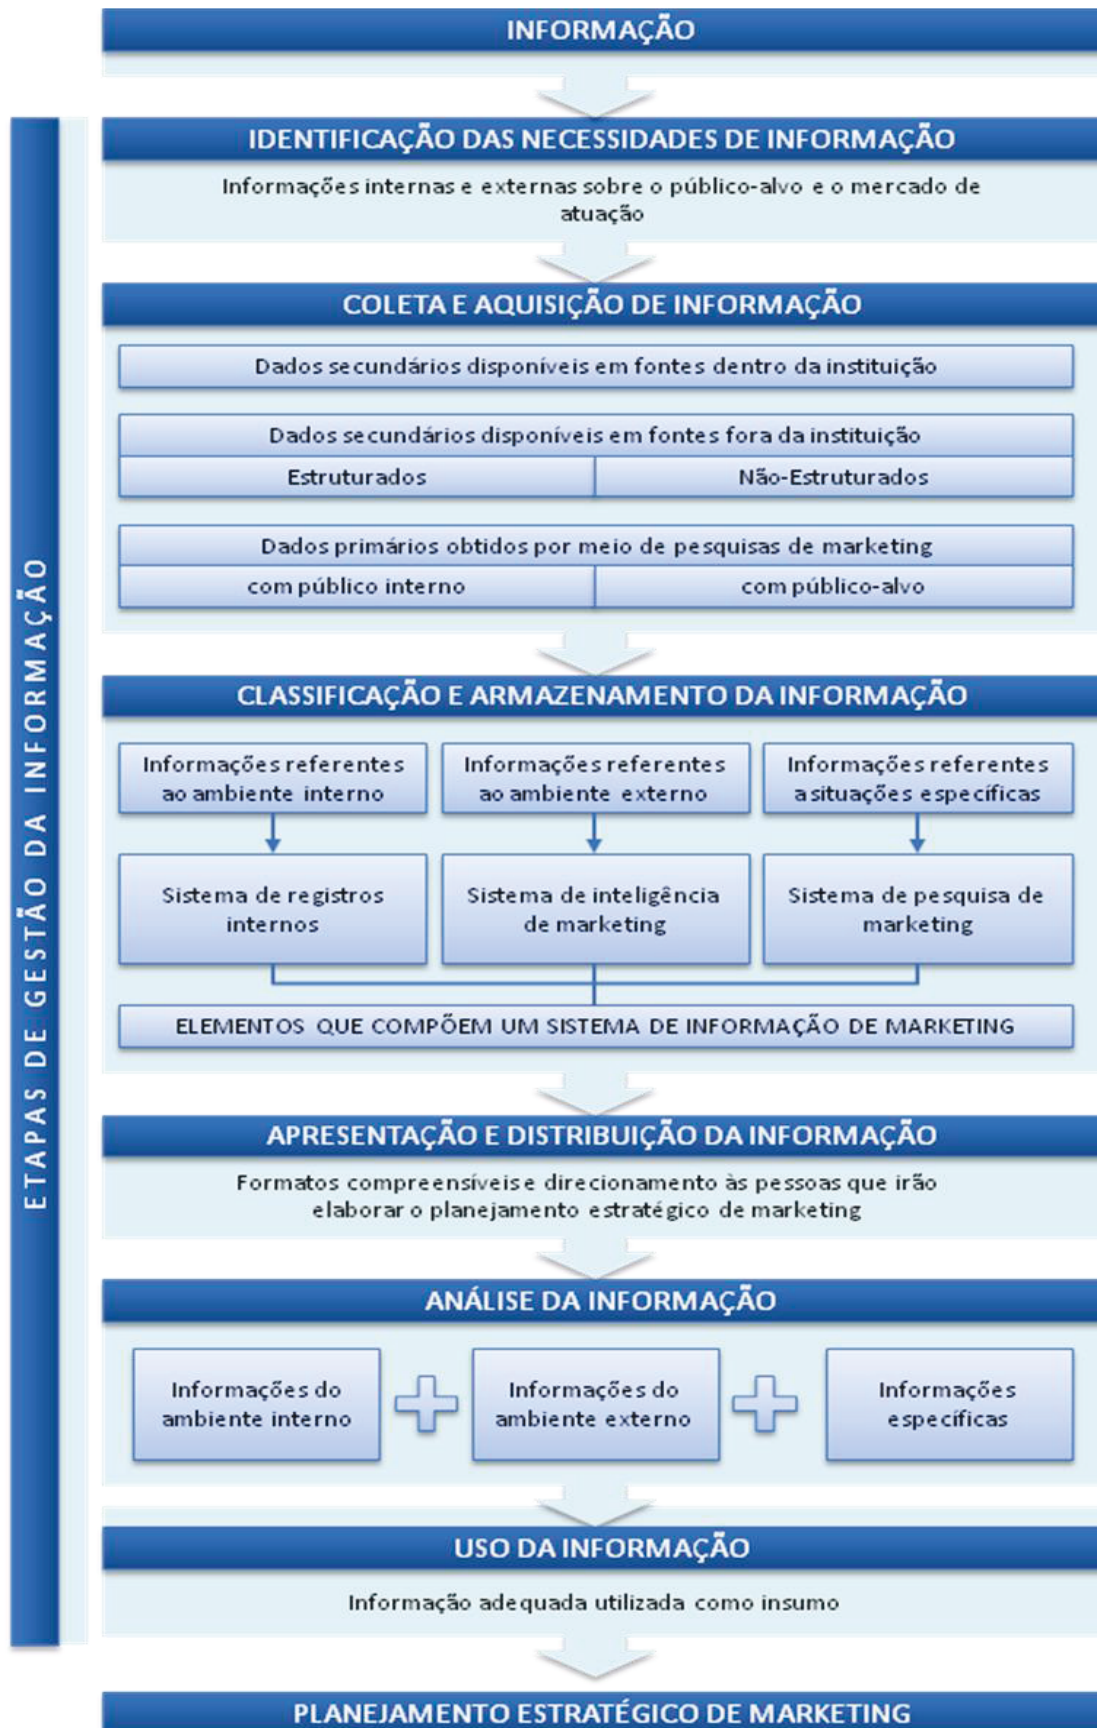 INFORMAÇÃO
ETAPAS DE GESTÃO DA INFORMAÇÃO
IDENTIFICAÇÃO DAS NECESSIDADES DE INFORMAÇÃO
Informações internas e externas sobre o público-alvo e o mercado de
atuação
COLETA E AQUISIÇÃO DE INFORMAÇÃO
Dados secundários disponíveis em fontes dentro da instituição
Dados secundários disponíveis em fontes fora da instituição
Estruturados
Não-Estruturados
Dados primários obtidos por meio de pesquisas de marketing
com público interno
com público-alvo
CLASSIFICAÇÃO E ARMAZENAMENTO DA INFORMAÇÃO
Informações referentes
ao ambiente interno
Informações referentes
ao ambiente externo
Informações referentes
a situações específicas
Sistema de registros
internos
Sistema de inteligência
de marketing
Sistema de pesquisa de
marketing
ELEMENTOS QUE COMPÕEM UM SISTEMA DE INFORMAÇÃO DE MARKETING
APRESENTAÇÃO E DISTRIBUIÇÃO DA INFORMAÇÃO
Formatos compreensíveis e direcionamento às pessoas que irão
elaborar o planejamento estratégico de marketing
ANÁLISE DA INFORMAÇÃO
Informações do
ambiente interno
Informações do
ambiente externo
Informações
específicas
USO DA INFORMAÇÃO
Informação adequada utilizada como insumo
PLANEJAMENTO ESTRATÉGICO DE MARKETING